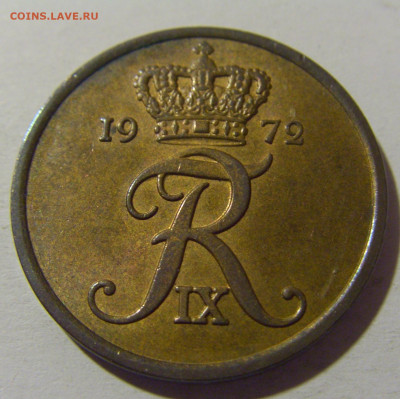 COINS.LAVE.RU
19 72
FR
IX